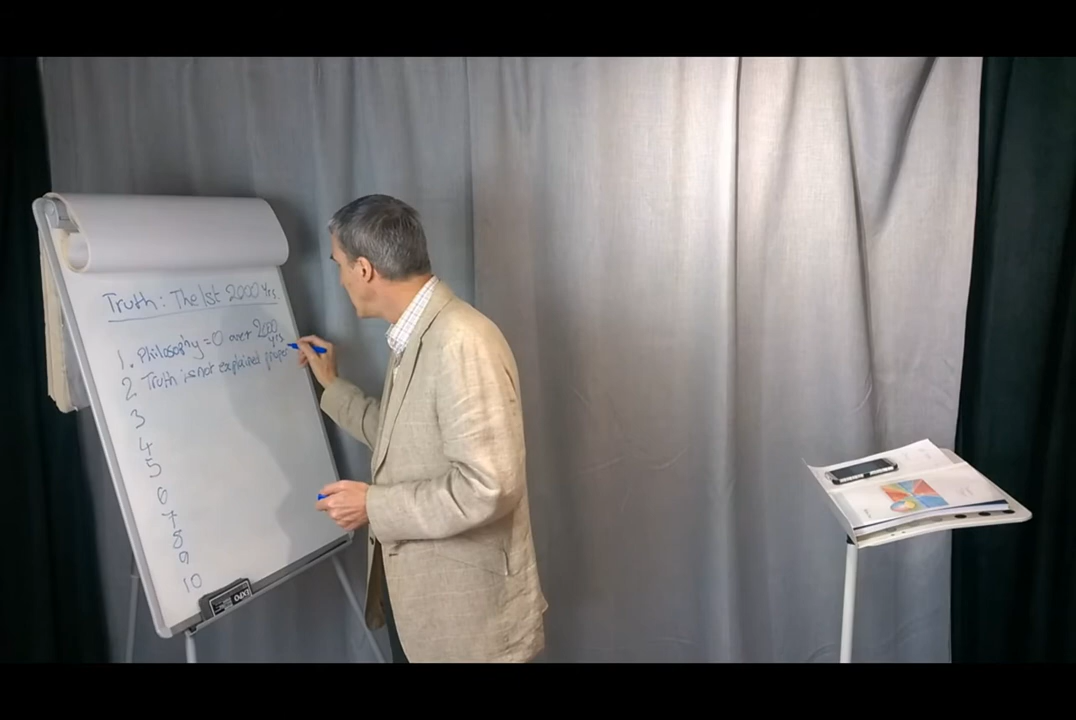 Truth: The 1st 2000 Yrs.
1. Philosophy = 0 over 2000 yrs
2. Truth is not explained proper
3
4
5
6
7
8
9
10